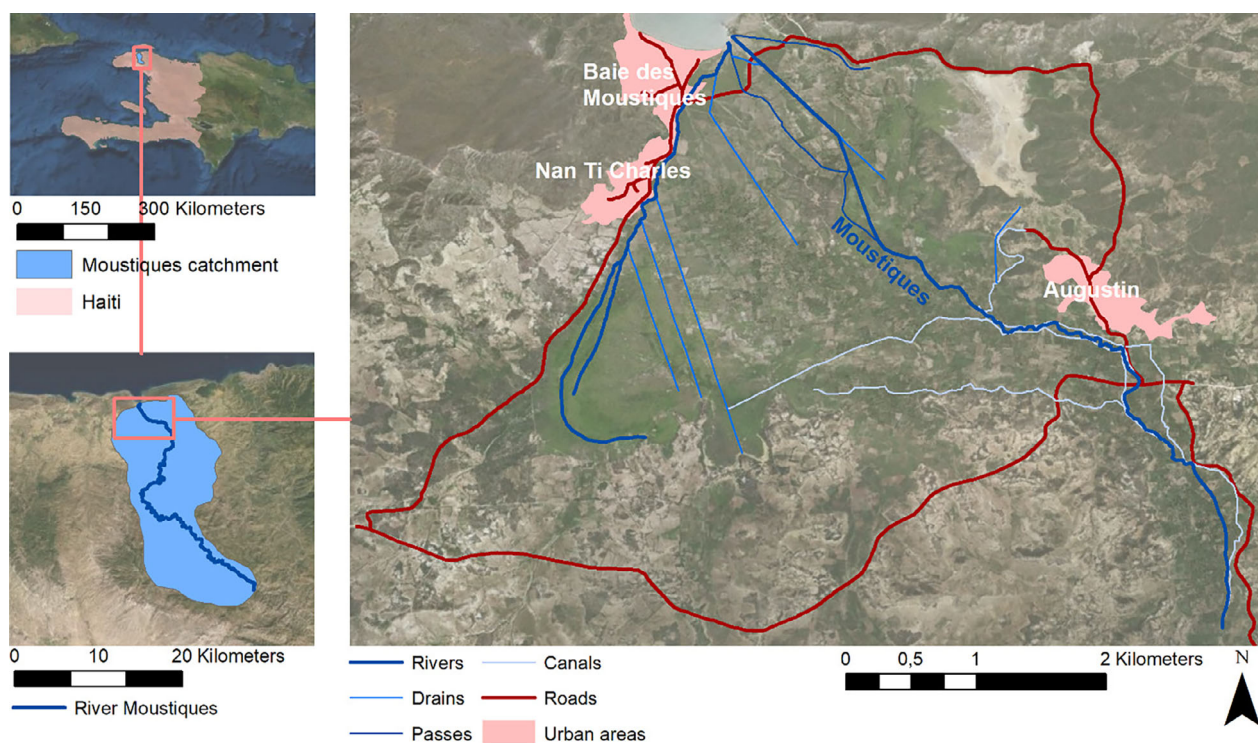 0 150 300 Kilometers
Moustiques catchment
Haiti
0 10 20 Kilometers
River Moustiques
Baie des
Moustiques
Nan Ti Charles
Moustiques
Augustin
Rivers
Canals
Drains
Roads
Passes
Urban areas
0 0,5 1 2 Kilometers
N